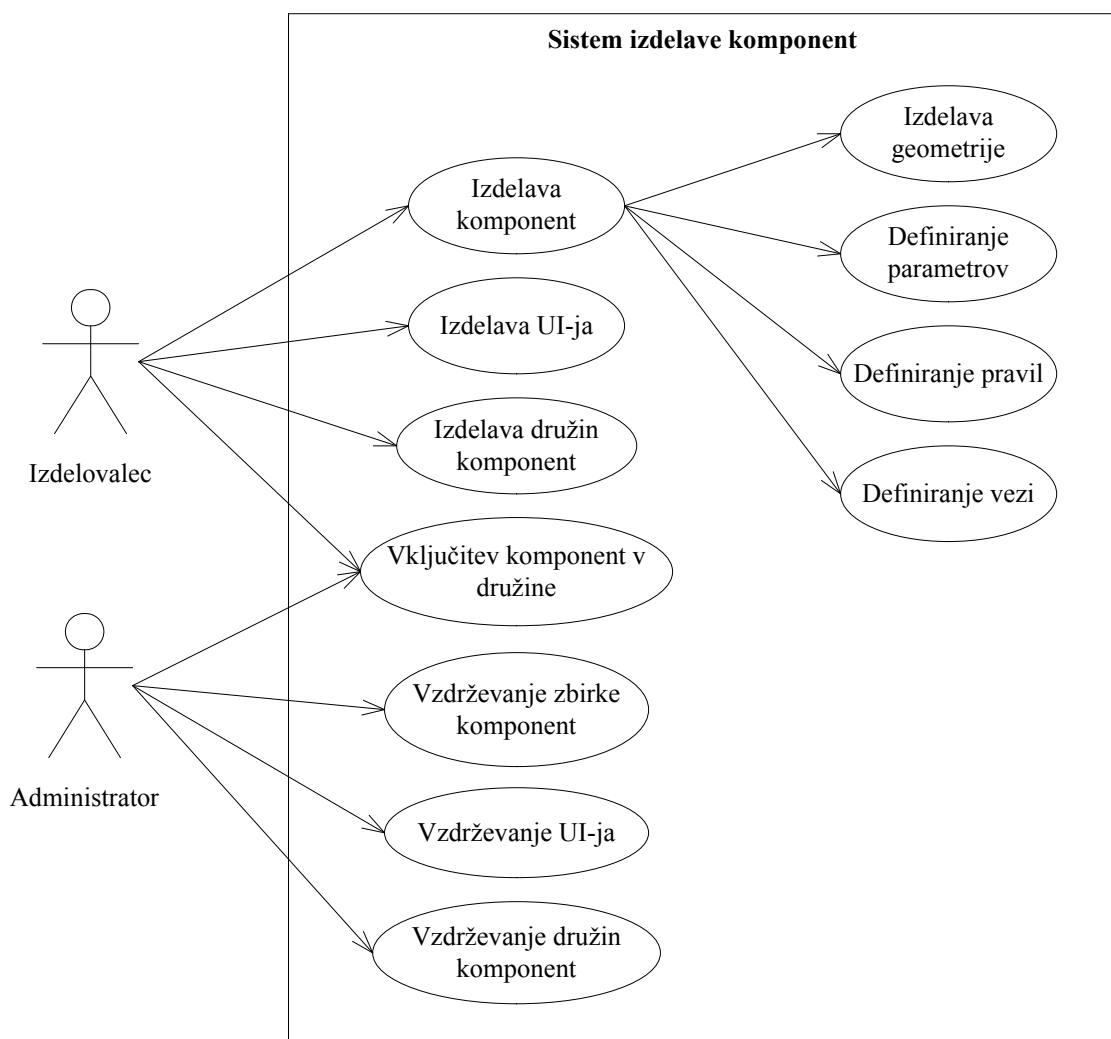 Sistem izdelave komponent
Izdelava
geometrije
Izdelava
komponent
Definiranje
parametrov
Izdelava UI-ja
Definiranje pravil
Izdelava družin
komponent
Izdelovalec
Definiranje vezi
Vključitev komponent v
družine
Vzdrževanje zbirke
komponent
Administrator
Vzdrževanje UI-ja
Vzdrževanje družin
komponent